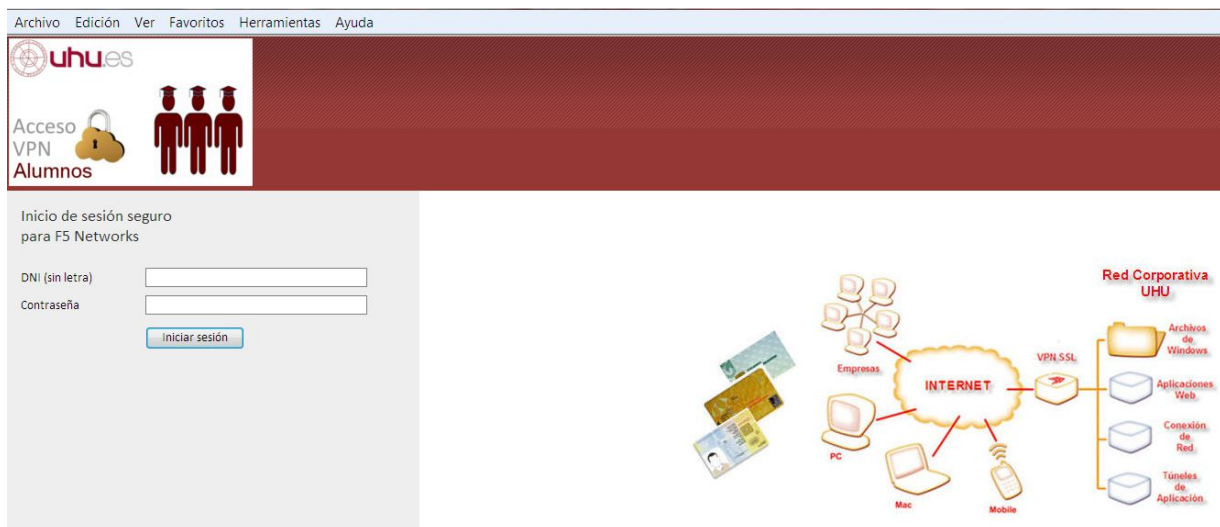 Archivo Edición Ver Favoritos Herramientas Ayuda
uhu.es
Acceso
VPN
Alumnos
Inicio de sesión seguro
para F5 Networks
DNI (sin letra)
Contraseña
Iniciar sesión
Red Corporativa
UHU
Empresas
INTERNET
VPN SSL
PC
Mac
Mobile
Archivos
de
Windows
Aplicaciones
Web
Conexión
de
Red
Túneles
de
Aplicación